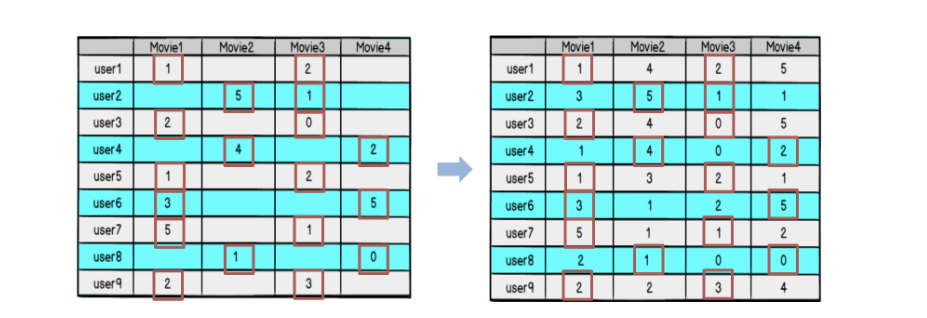 Movie1 Movie2 Movie3 Movie4
user1 1 2
user2 5 1
user3 2 0
user4 4 2
user5 1 2
user6 3 5
user7 5 1
user8 1 0
user9 2 3
Movie1 Movie2 Movie3 Movie4
user1 1 4 2 5
user2 3 5 1 1
user3 2 4 0 5
user4 1 4 0 2
user5 1 3 2 1
user6 3 1 2 5
user7 5 1 1 2
user8 2 1 0 0
user9 2 2 3 4